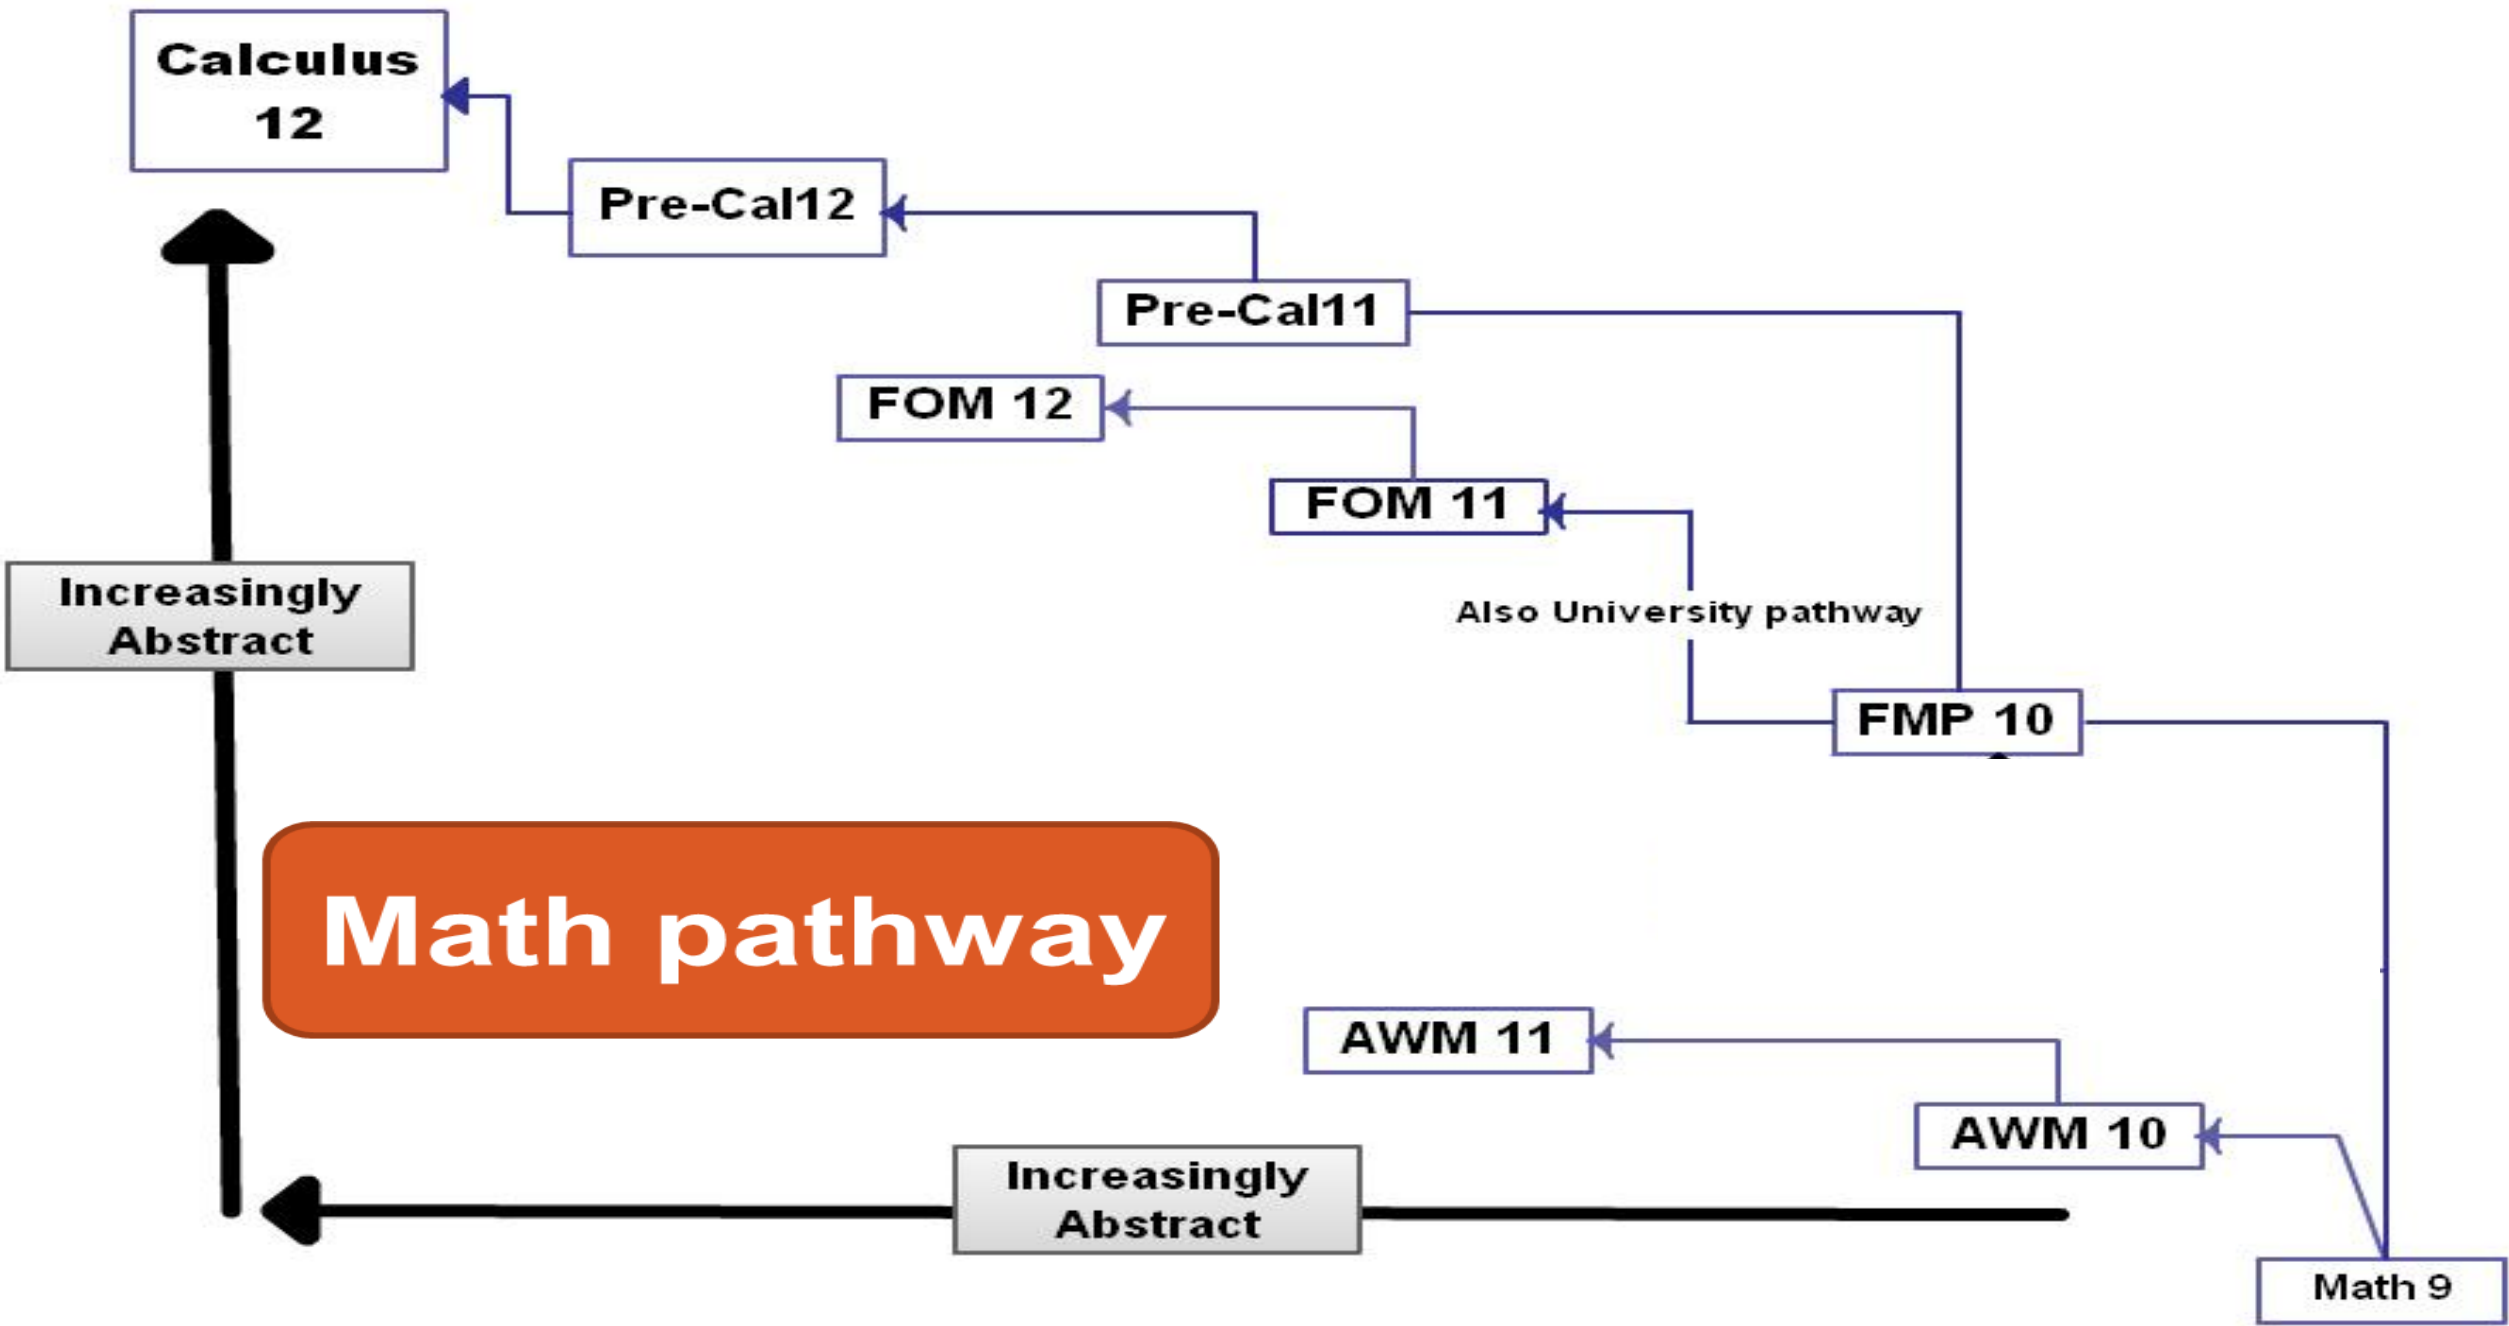 Calculus
12
Pre-Cal12
Pre-Cal11
FOM 12
FOM 11
Increasingly
Abstract
Also University pathway
FMP 10
Math pathway
AWM 11
AWM 10
Increasingly
Abstract
Math 9